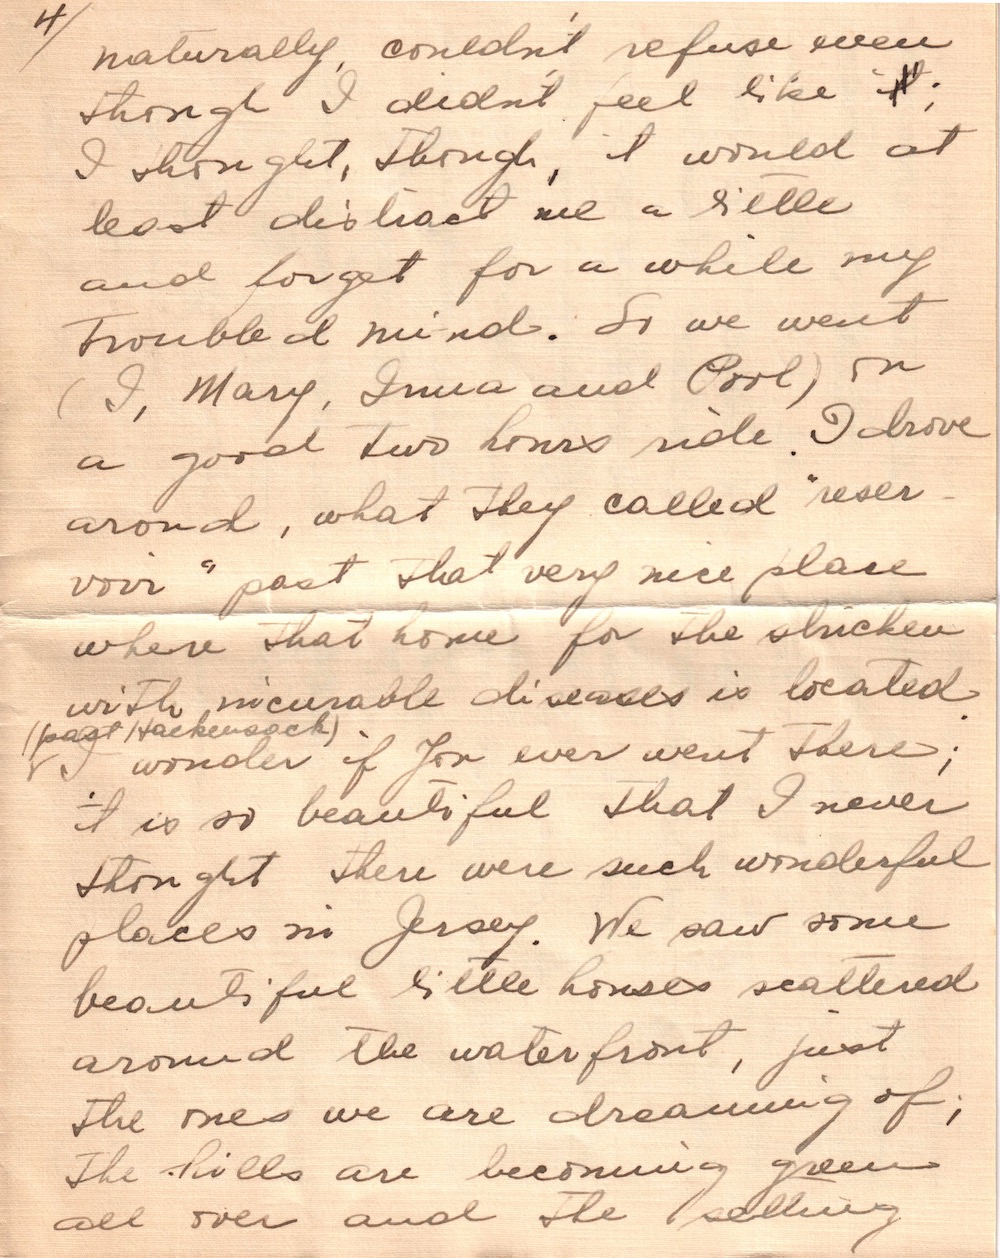 4/
naturally, couldn't refuse even
though I didn't feel like it;
I thought, though, it would at
least distract me a little
and forget for a while my
troubled mind. So we went
(I, Mary, Irma and Pool) on
a good two hours ride. I drove
around, what they called "reser-
voir" past that very nice place
where that home for the stricken
with incurable diseases is located.
(past Hackensack)
I wonder if You ever went there;
it is so beautiful that I never
thought there were such wonderful
places in Jersey. We saw some
beautiful little houses scattered
around the waterfront, just
the ones we are dreaming of;
the hills are becoming green
all over and the setting